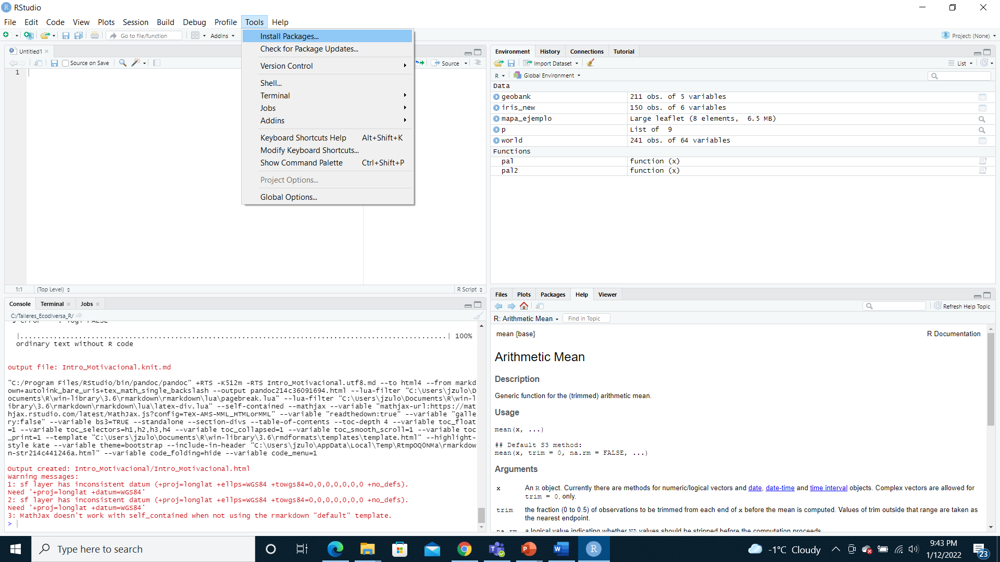 RStudio
File Edit Code View Plots Session Build Debug Profile Tools Help
Go to file/function Addins
Project: (None)
Install Packages...
Check for Package Updates...
Version Control
Shell...
Terminal
Jobs
Addins
Keyboard Shortcuts Help Alt+Shift+K
Modify Keyboard Shortcuts...
Show Command Palette Ctrl+Shift+P
Project Options...
Global Options...
Untitled1
Source on Save
Source
1
1:1 (Top Level) R Script
Environment History Connections Tutorial
Import Dataset List
R Global Environment
Data
geobank 211 obs. of 5 variables
iris_new 150 obs. of 6 variables
mapa_ejemplo Large leaflet (8 elements, 6.5 MB)
p List of 9
world 241 obs. of 64 variables
Functions
pal function (x)
pal2 function (x)
Console Terminal Jobs
C:/Talleres_Ecodiversa_R/
$ error : logi FALSE
|......................................................................................................| 100%
ordinary text without R code
output file: Intro_Motivacional.knit.md
"C:/Program Files/RStudio/bin/pandoc/pandoc" +RTS -K512m -RTS Intro_Motivacional.utf8.md --to html4 --from markd
own+autolink_bare_uris+tex_math_single_backslash --output pandoc214c36091694.html --lua-filter "C:\Users\jzulo\D
ocuments\R\win-library\3.6\rmarkdown\rmarkdown\lua\pagebreak.lua" --lua-filter "C:\Users\jzulo\Documents\R\win-l
ibrary\3.6\rmarkdown\rmarkdown\lua\latex-div.lua" --self-contained --mathjax --variable "mathjax-url:https://mat
hjax.rstudio.com/latest/MathJax.js?config=TeX-AMS-MML_HTMLorMML" --variable "readthedown:true" --variable "galle
ry:false" --variable bs3=TRUE --standalone --section-divs --table-of-contents --toc-depth 4 --variable toc_float
=1 --variable toc_selectors=h1,h2,h3,h4 --variable toc_collapsed=1 --variable toc_smooth_scroll=1 --variable toc
_print=1 --template "C:\Users\jzulo\Documents\R\win-library\3.6\rmdformats\templates\template.html" --highlight-
style kate --variable theme=bootstrap --include-in-header "C:\Users\jzulo\AppData\Local\Temp\RtmpOQ0NMa\rmarkdow
n-str214c441246a.html" --variable code_folding=hide --variable code_menu=1
Output created: Intro_Motivacional/Intro_Motivacional.html
Warning messages:
1: sf layer has inconsistent datum (+proj=longlat +ellps=WGS84 +towgs84=0,0,0,0,0,0,0 +no_defs).
Need '+proj=longlat +datum=WGS84'
2: sf layer has inconsistent datum (+proj=longlat +ellps=WGS84 +towgs84=0,0,0,0,0,0,0 +no_defs).
Need '+proj=longlat +datum=WGS84'
3: MathJax doesn't work with self_contained when not using the rmarkdown "default" template.
>
Files Plots Packages Help Viewer
Refresh Help Topic
R: Arithmetic Mean Find in Topic
mean {base} R Documentation
Arithmetic Mean
Description
Generic function for the (trimmed) arithmetic mean.
Usage
mean(x, ...)
## Default S3 method:
mean(x, trim = 0, na.rm = FALSE, ...)
Arguments
x An R object. Currently there are methods for numeric/logical vectors and date, date-time and time interval objects. Complex vectors are allowed for
trim = 0, only.
trim the fraction (0 to 0.5) of observations to be trimmed from each end of x before the mean is computed. Values of trim outside that range are taken as
the nearest endpoint.
na.rm a logical value indicating whether NA values should be stripped before the computation proceeds.
Type here to search
-1°C Cloudy
9:43 PM
1/12/2022
23